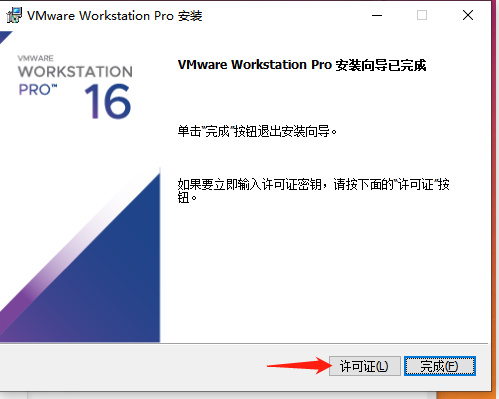 VMware Workstation Pro 安装
VMWARE
WORKSTATION
PRO™ 16
VMware Workstation Pro 安装向导已完成
单击"完成"按钮退出安装向导。
如果要立即输入许可证密钥，请按下面的"许可证"按
钮。
许可证(L) 完成(F)